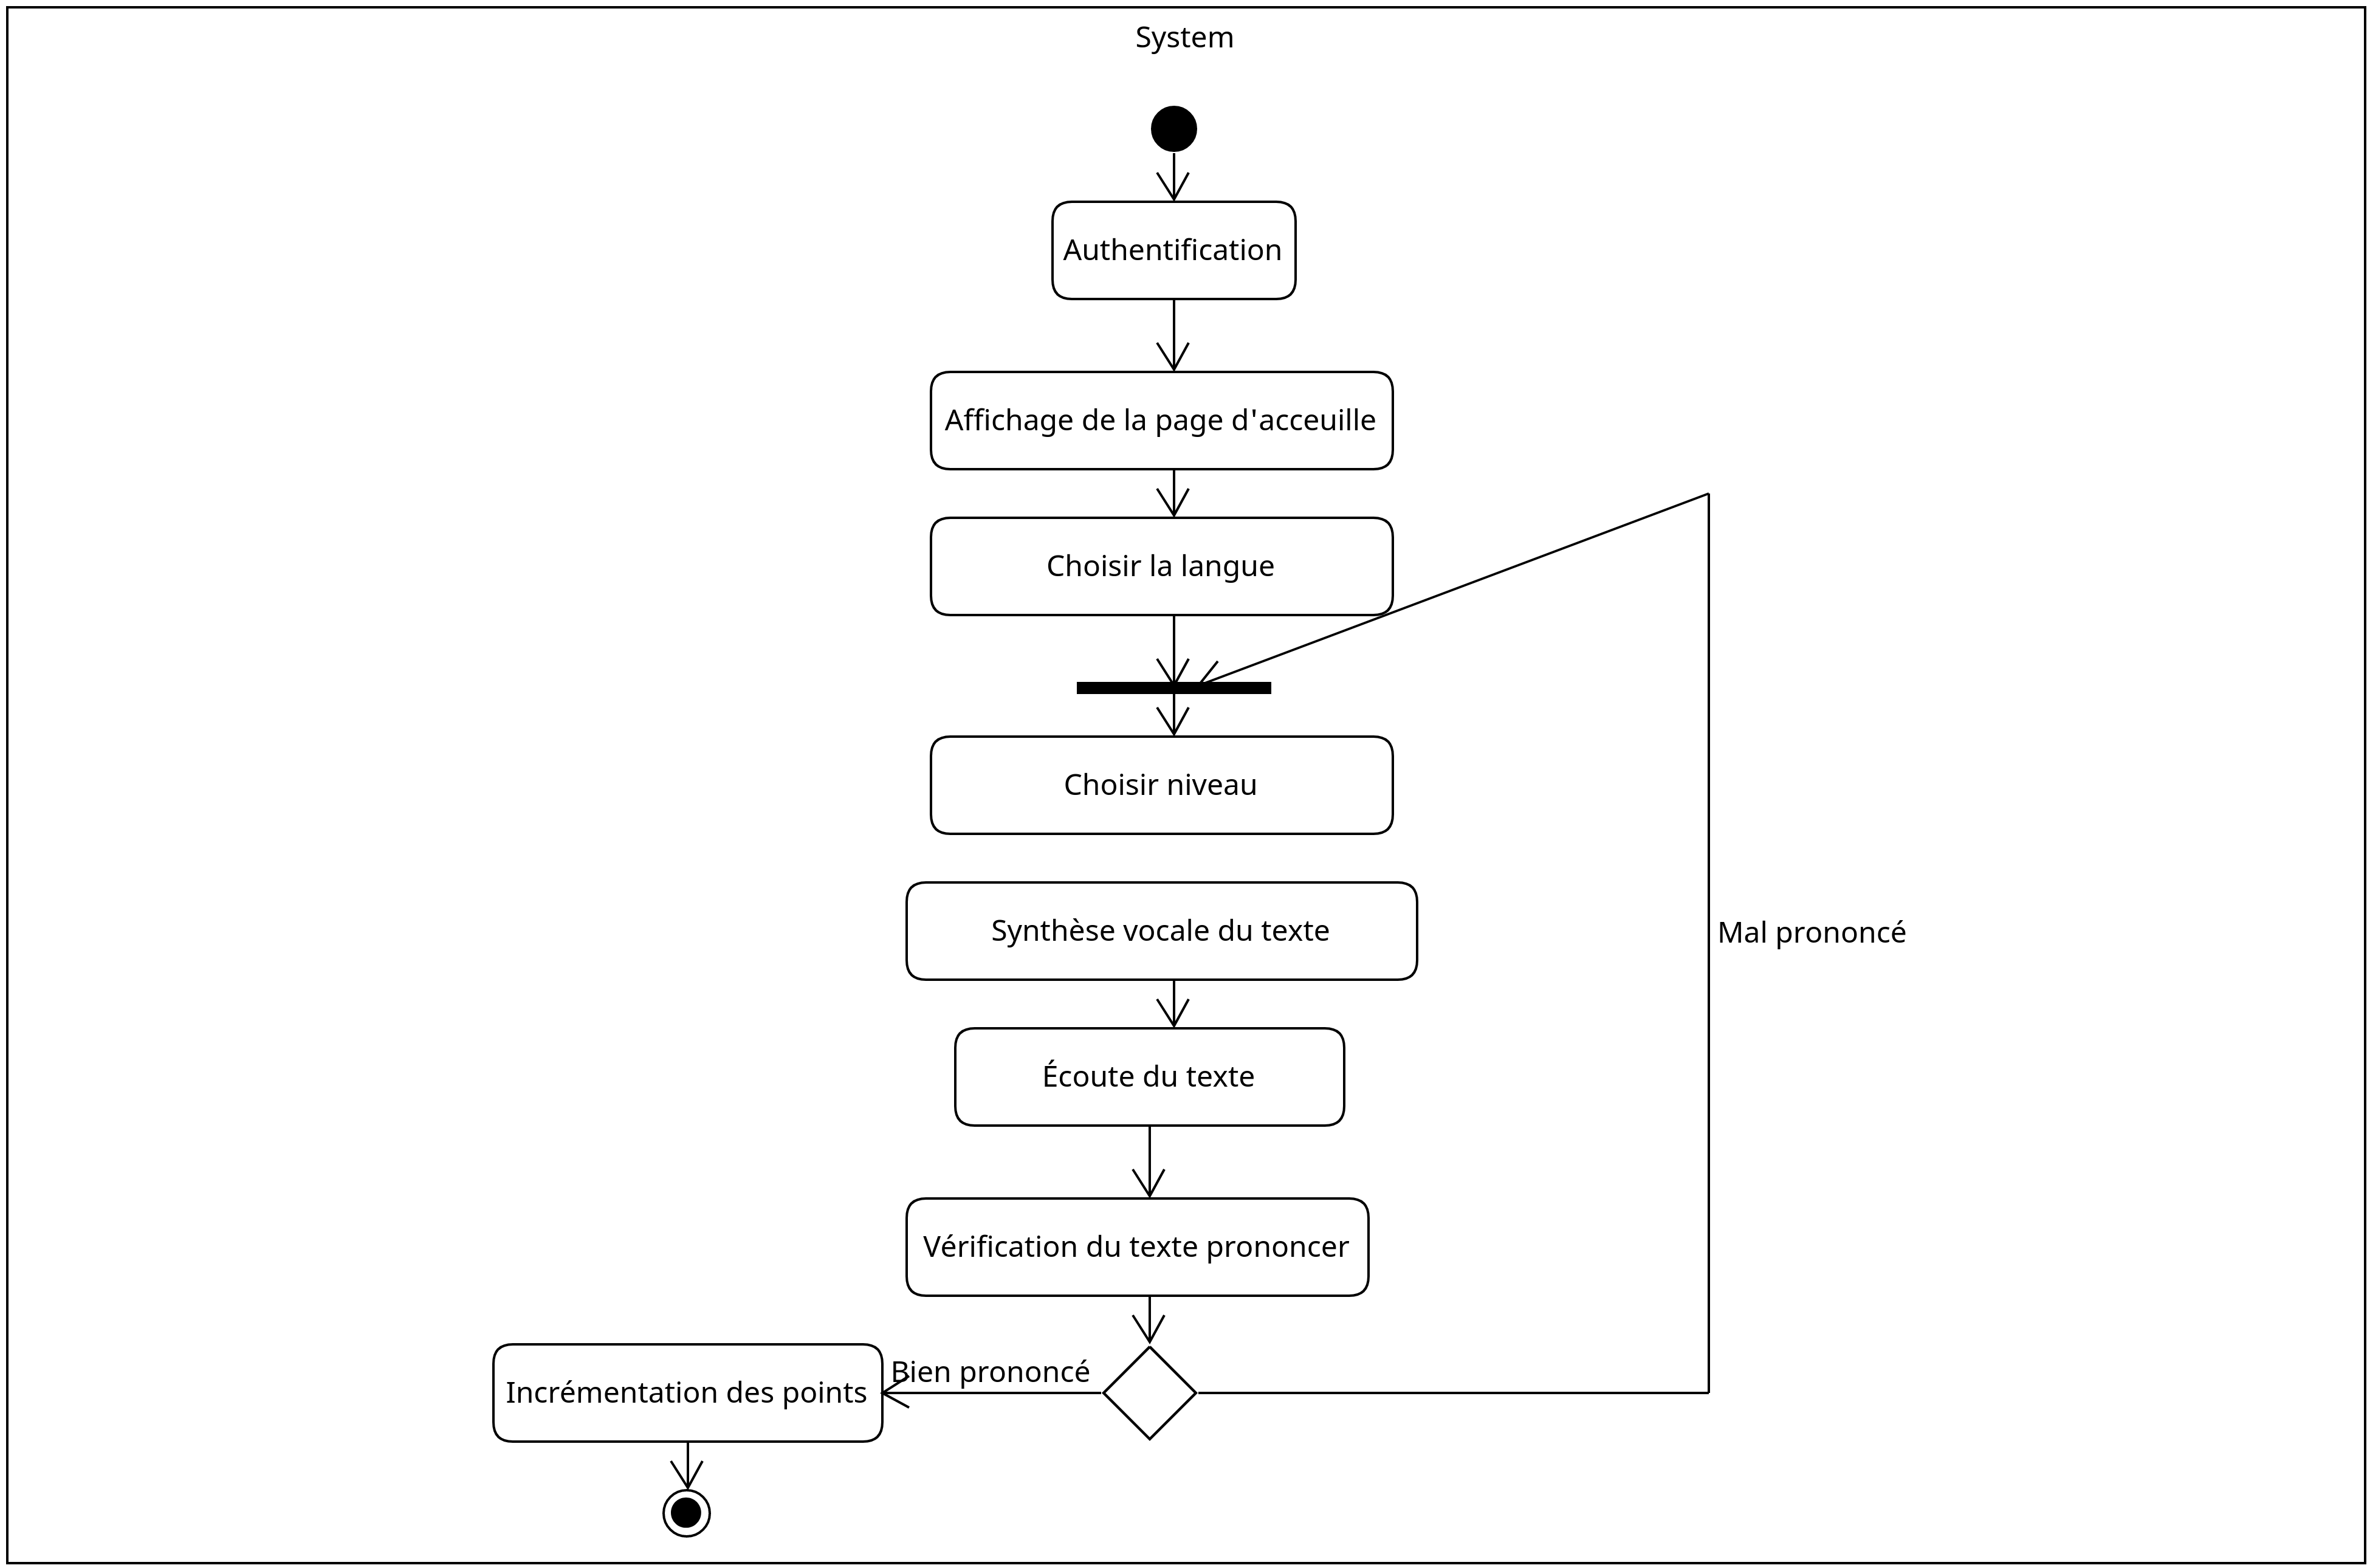 System
Authentification
Affichage de la page d'acceuille
Choisir la langue
Choisir niveau
Synthèse vocale du texte
Mal prononcé
Écoute du texte
Vérification du texte prononcer
Bien prononcé
Incrémentation des points